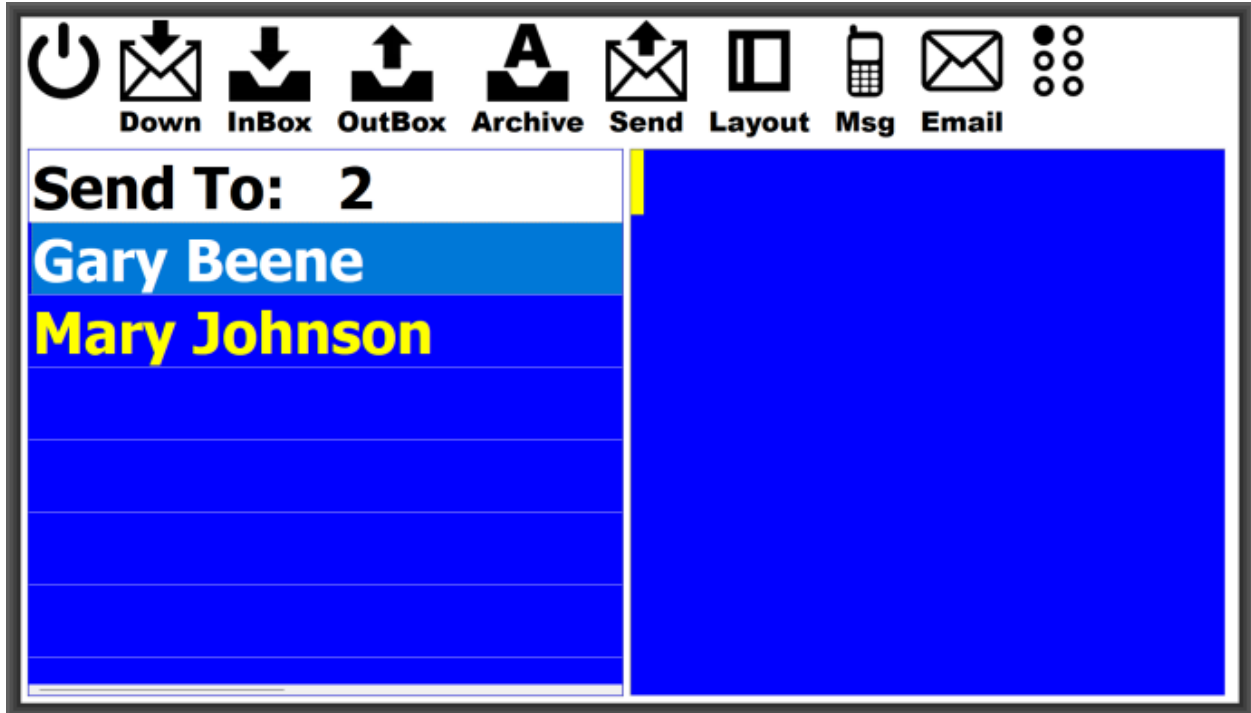 Down InBox OutBox A Archive Send Layout Msg Email
Send To: 2
Gary Beene
Mary Johnson